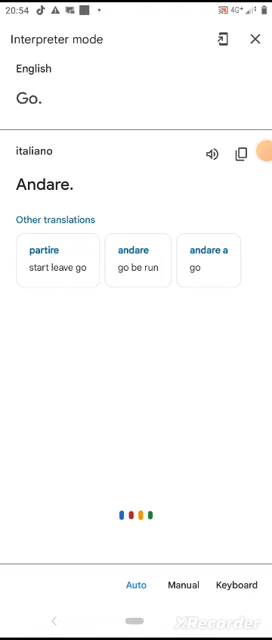 20:54
4G+
Interpreter mode
English
Go.
italiano
Andare.
Other translations
partire
start leave go
andare
go be run
andare a
go
Auto
Manual
Keyboard
XRecorder